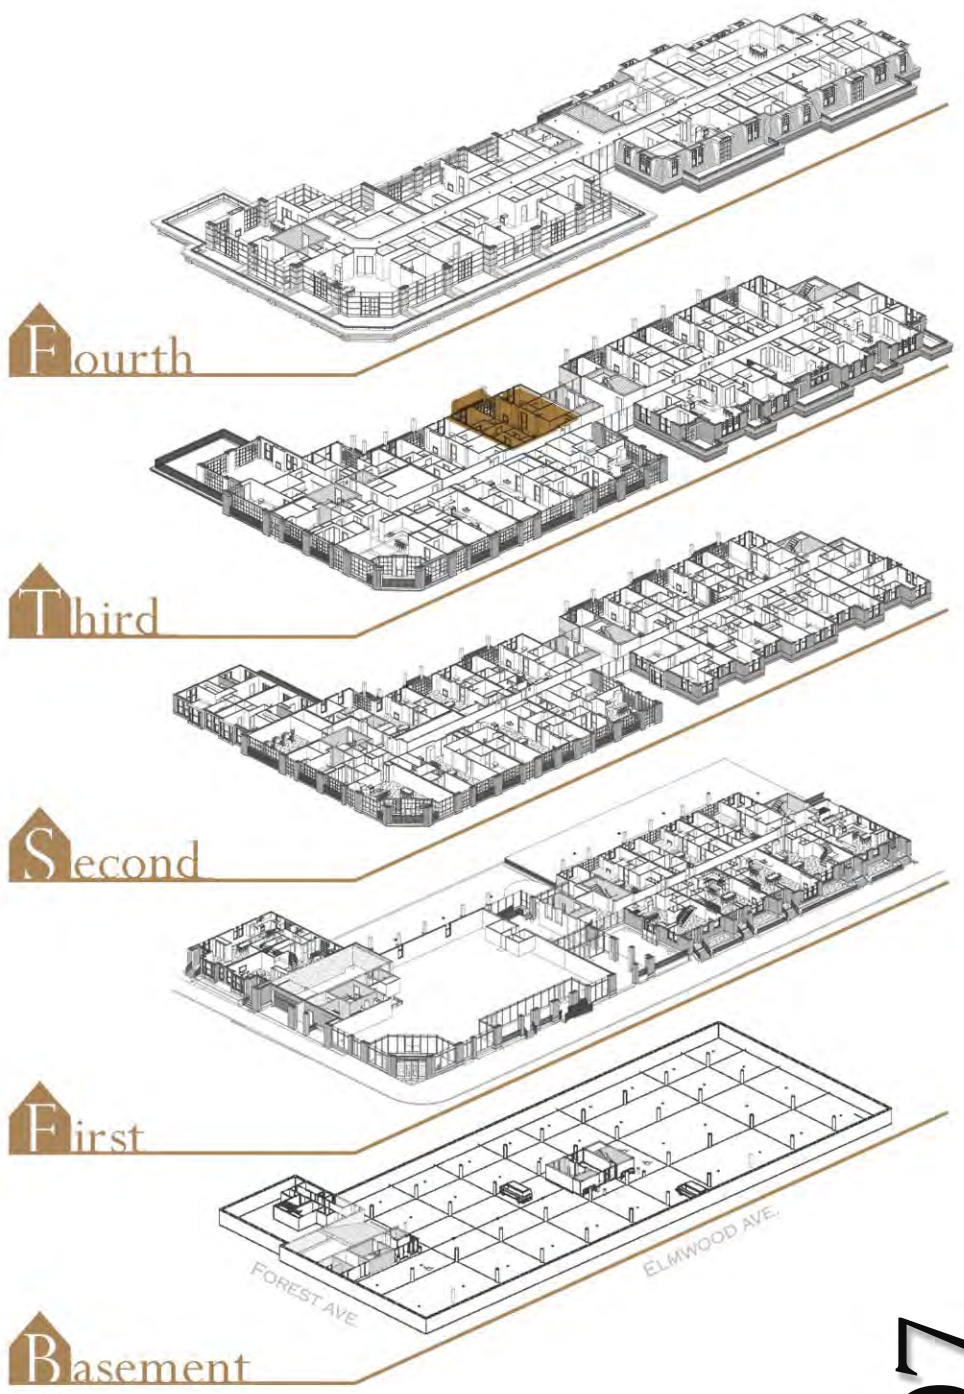 Fourth
Third
Second
First
FOREST AVE.
ELMWOOD AVE.
Basement